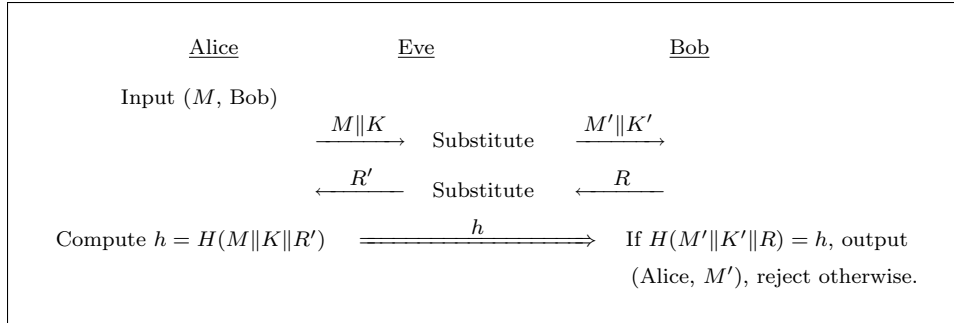 Alice Eve Bob
Input (M, Bob)
M‖K Substitute M′‖K′
R′ Substitute R
Compute h = H(M‖K‖R′) h If H(M′‖K′‖R) = h, output
(Alice, M′), reject otherwise.